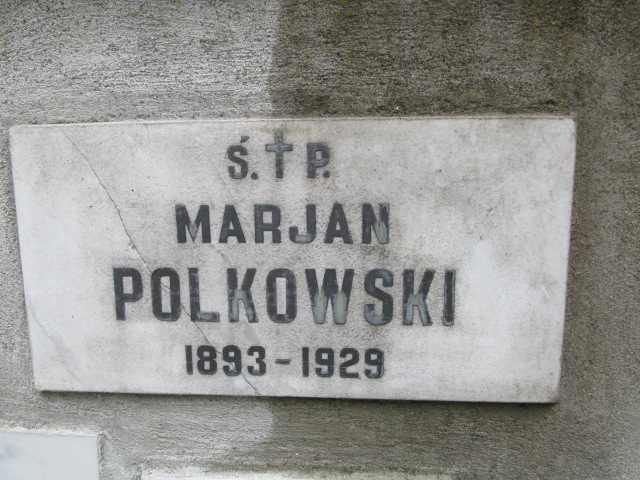 Ś.†P.
MARJAN
POLKOWSKI
1893-1929